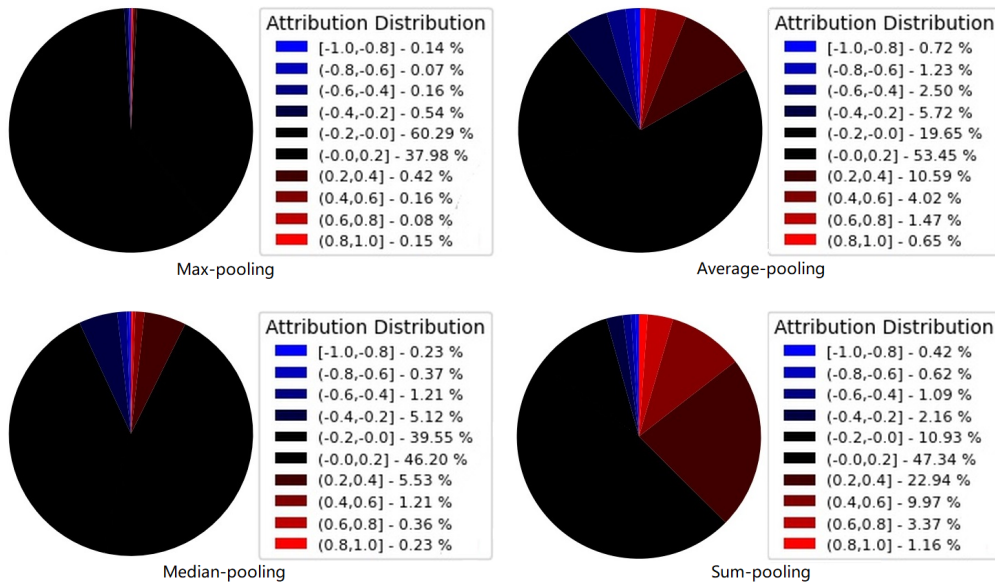 Attribution Distribution
[-1.0,-0.8] - 0.14 %
(-0.8,-0.6] - 0.07 %
(-0.6,-0.4] - 0.16 %
(-0.4,-0.2] - 0.54 %
(-0.2,-0.0] - 60.29 %
(-0.0,0.2] - 37.98 %
(0.2,0.4] - 0.42 %
(0.4,0.6] - 0.16 %
(0.6,0.8] - 0.08 %
(0.8,1.0] - 0.15 %
Max-pooling
Attribution Distribution
[-1.0,-0.8] - 0.72 %
(-0.8,-0.6] - 1.23 %
(-0.6,-0.4] - 2.50 %
(-0.4,-0.2] - 5.72 %
(-0.2,-0.0] - 19.65 %
(-0.0,0.2] - 53.45 %
(0.2,0.4] - 10.59 %
(0.4,0.6] - 4.02 %
(0.6,0.8] - 1.47 %
(0.8,1.0] - 0.65 %
Average-pooling
Attribution Distribution
[-1.0,-0.8] - 0.23 %
(-0.8,-0.6] - 0.37 %
(-0.6,-0.4] - 1.21 %
(-0.4,-0.2] - 5.12 %
(-0.2,-0.0] - 39.55 %
(-0.0,0.2] - 46.20 %
(0.2,0.4] - 5.53 %
(0.4,0.6] - 1.21 %
(0.6,0.8] - 0.36 %
(0.8,1.0] - 0.23 %
Median-pooling
Attribution Distribution
[-1.0,-0.8] - 0.42 %
(-0.8,-0.6] - 0.62 %
(-0.6,-0.4] - 1.09 %
(-0.4,-0.2] - 2.16 %
(-0.2,-0.0] - 10.93 %
(-0.0,0.2] - 47.34 %
(0.2,0.4] - 22.94 %
(0.4,0.6] - 9.97 %
(0.6,0.8] - 3.37 %
(0.8,1.0] - 1.16 %
Sum-pooling